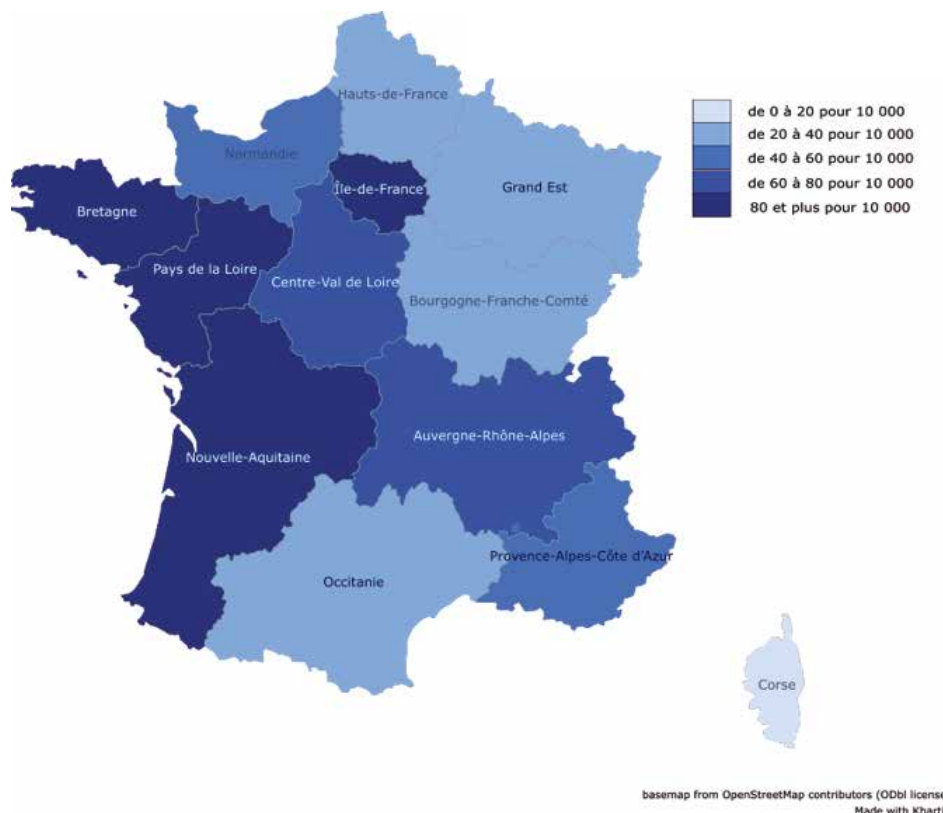 Hauts-de-France
de 0 à 20 pour 10 000
de 20 à 40 pour 10 000
de 40 à 60 pour 10 000
de 60 à 80 pour 10 000
80 et plus pour 10 000
Normandie
Île-de-France
Grand Est
Bretagne
Pays de la Loire
Centre-Val de Loire
Bourgogne-Franche-Comté
Auvergne-Rhône-Alpes
Nouvelle-Aquitaine
Provence-Alpes-Côte d'Azur
Occitanie
Corse
basemap from OpenStreetMap contributors (ODbl license
Made with Kharti